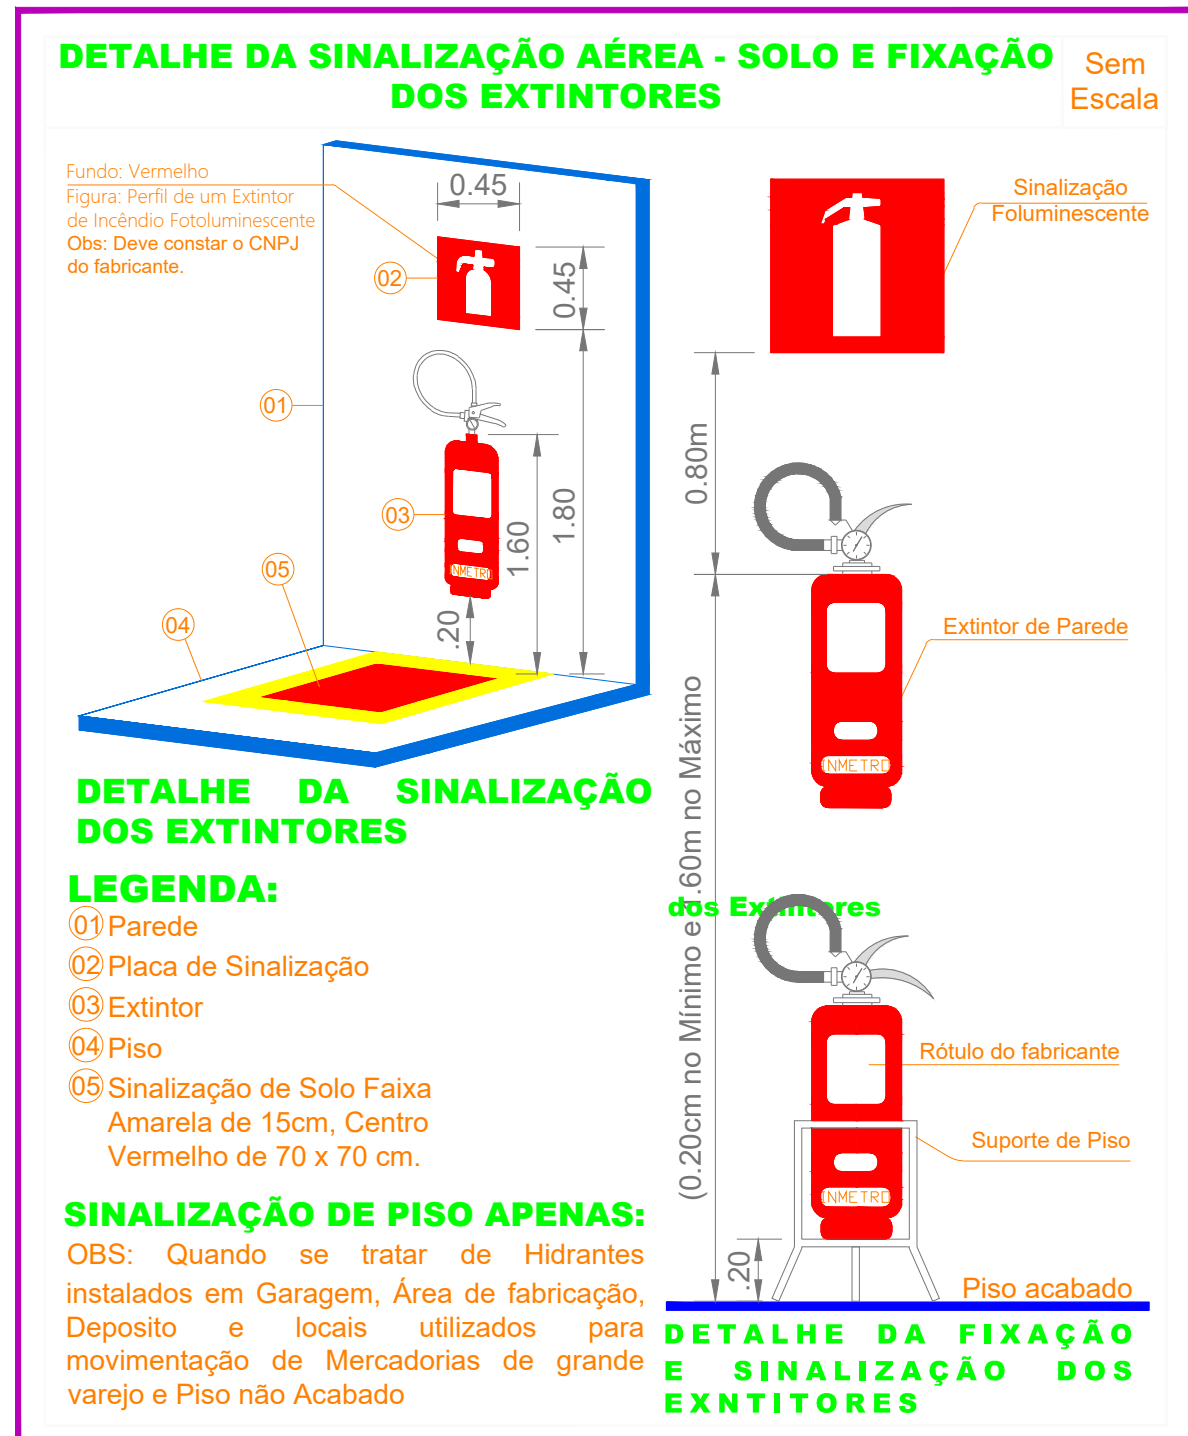 DETALHE DA SINALIZAÇÃO AÉREA - SOLO E FIXAÇÃO
DOS EXTINTORES
Sem
Escala
Fundo: Vermelho
Figura: Perfil de um Extintor
de Incêndio Fotoluminescente
Obs: Deve constar o CNPJ
do fabricante.
0.45
02
0.45
01
03
1.60
1.80
INMETRO
05
.20
04
DETALHE DA SINALIZAÇÃO
DOS EXTINTORES
LEGENDA:
01 Parede
02 Placa de Sinalização
03 Extintor
04 Piso
05 Sinalização de Solo Faixa
Amarela de 15cm, Centro
Vermelho de 70 x 70 cm.
SINALIZAÇÃO DE PISO APENAS:
OBS: Quando se tratar de Hidrantes
instalados em Garagem, Área de fabricação,
Deposito e locais utilizados para
movimentação de Mercadorias de grande
varejo e Piso não Acabado
Sinalização
Foluminescente
0.80m
Extintor de Parede
INMETRO
(0.20cm no Mínimo e 1.60m no Máximo
dos Extintores
Rótulo do fabricante
Suporte de Piso
INMETRO
.20
Piso acabado
DETALHE DA FIXAÇÃO
E SINALIZAÇÃO DOS
EXNTITORES